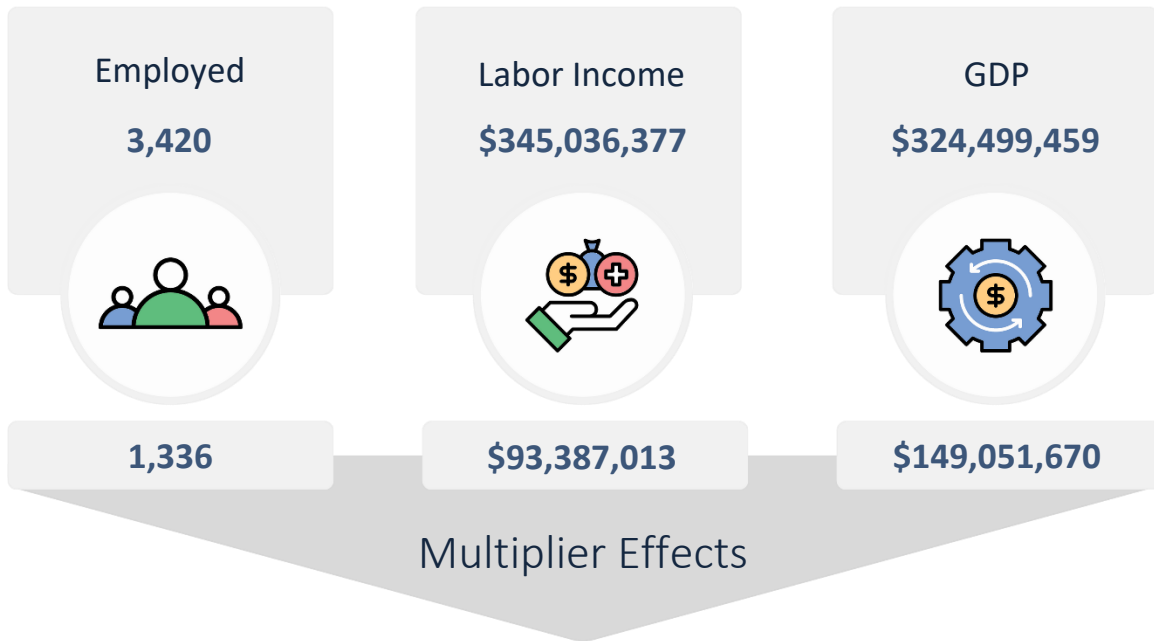 Employed
3,420
Labor Income
$345,036,377
GDP
$324,499,459
$
$
1,336
$93,387,013
$149,051,670
Multiplier Effects